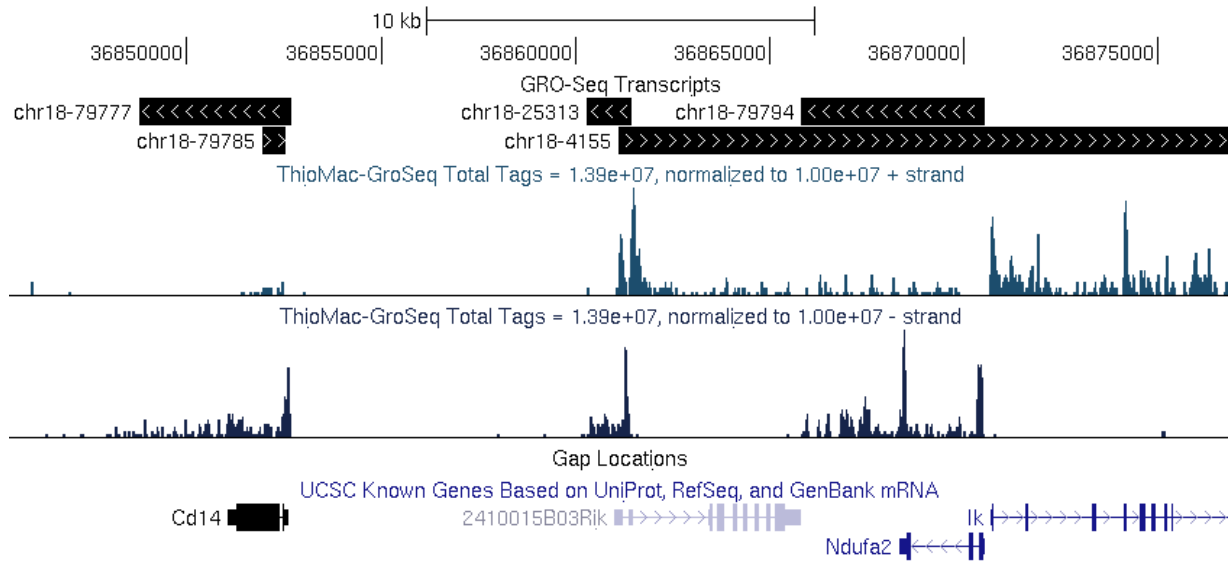 10 kb
36850000 36855000 36860000 36865000 36870000 36875000
GRO-Seq Transcripts
chr18-79777 chr18-25313 chr18-79794
chr18-79785 chr18-4155
ThioMac-GroSeq Total Tags = 1.39e+07, normalized to 1.00e+07 + strand
ThioMac-GroSeq Total Tags = 1.39e+07, normalized to 1.00e+07 - strand
Gap Locations
UCSC Known Genes Based on UniProt, RefSeq, and GenBank mRNA
Cd14 2410015B03Rik Ik
Ndufa2